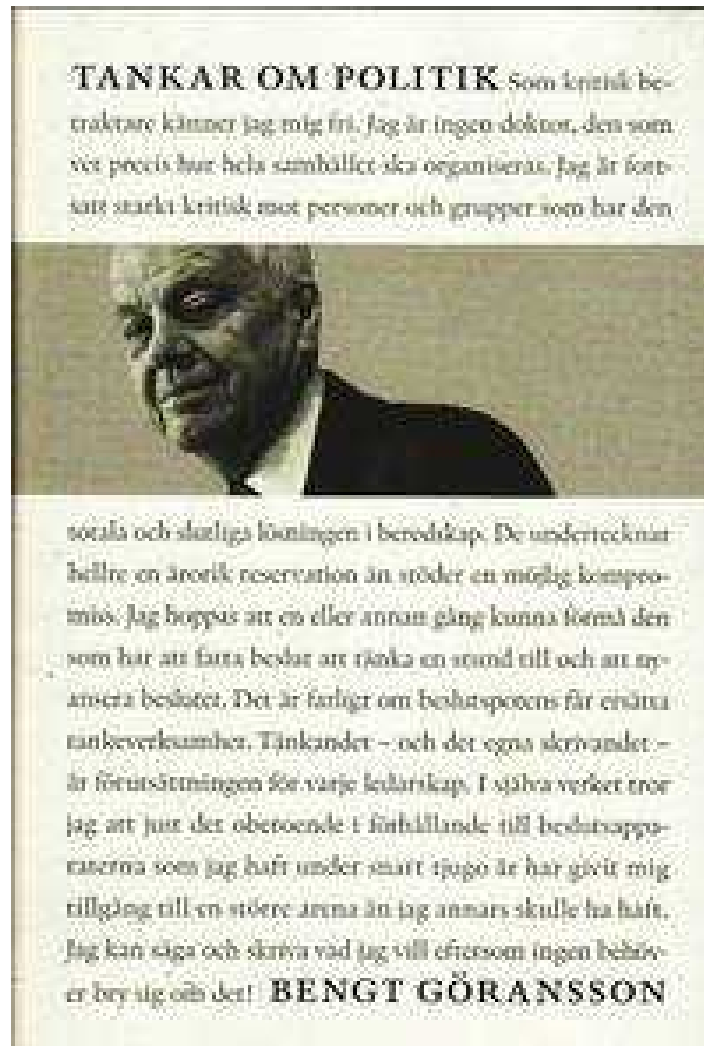 TANKAR OM POLITIK Som kritisk be-
traktare känner jag mig fri. Jag är ingen doktor, den som
vet precis hur hela samhället ska organiseras. Jag är fort-
satt starkt kritisk mot personer och grupper som har den
totala och slutliga lösningen i beredskap. De undertecknar
hellre en ärorik reservation än stöder en möjlig kompro-
miss. Jag hoppas att en eller annan gång kunna förmå den
som har att fatta beslut att tänka en stund till och att ny-
ansera beslutet. Det är farligt om beslutspotens får ersätta
tankeverksamhet. Tänkandet – och det egna skrivandet –
är förutsättningen för varje ledarskap. I själva verket tror
jag att just det oberoende i förhållande till beslutsappa-
raterna som jag haft under snart tjugo år har givit mig
tillgång till en större arena än jag annars skulle ha haft.
Jag kan säga och skriva vad jag vill eftersom ingen behöv-
er bry sig om det! BENGT GÖRANSSON